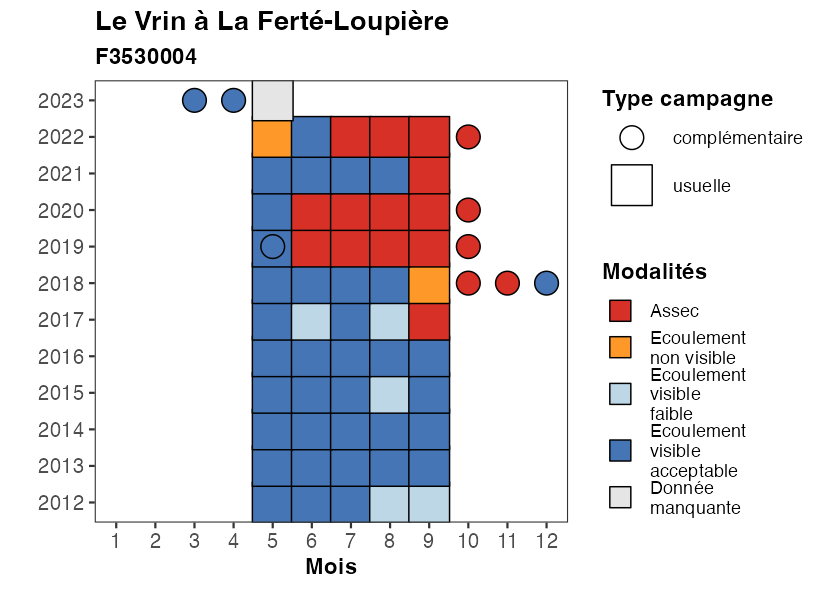 Le Vrin à La Ferté-Loupière
F3530004
2023
2022
2021
2020
2019
2018
2017
2016
2015
2014
2013
2012
1 2 3 4 5 6 7 8 9 10 11 12
Mois
Type campagne
complémentaire
usuelle
Modalités
Assec
Ecoulement
non visible
Ecoulement
visible
faible
Ecoulement
visible
acceptable
Donnée
manquante